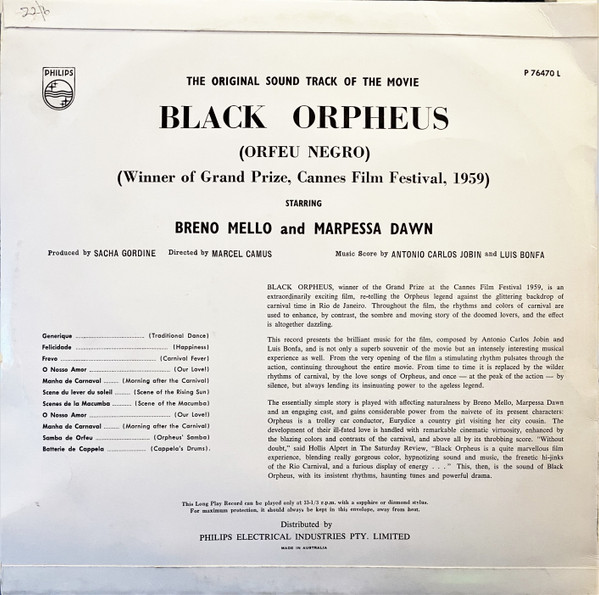 22/6
PHILIPS
P 76470 L
THE ORIGINAL SOUND TRACK OF THE MOVIE
BLACK ORPHEUS
(ORFEU NEGRO)
(Winner of Grand Prize, Cannes Film Festival, 1959)
STARRING
BRENO MELLO and MARPESSA DAWN
Produced by SACHA GORDINE Directed by MARCEL CAMUS Music Score by ANTONIO CARLOS JOBIN and LUIS BONFA
Generique ........................ (Traditional Dance)
Felicidade ........................ (Happiness)
Frevo ........................ (Carnival Fever)
O Nosso Amor ........................ (Our Love!)
Manha de Carnaval ...... (Morning after the Carnival)
Scene du lever du soleil ........ (Scene of the Rising Sun)
Scenes de la Macumba ........ (Scene of the Macumba)
O Nosso Amor ........................ (Our Love!)
Manha de Carnaval ...... (Morning after the Carnival)
Samba de Orfeu ........................ (Orpheus' Samba)
Batterie de Cappela ........................ (Cappela's Drums).
BLACK ORPHEUS, winner of the Grand Prize at the Cannes Film Festival 1959, is an
extraordinarily exciting film, re-telling the Orpheus legend against the glittering backdrop of
carnival time in Rio de Janeiro. Throughout the film, the rhythms and colors of carnival are
used to enhance, by contrast, the sombre and moving story of the doomed lovers, and the effect
is altogether dazzling.
This record presents the brilliant music for the film, composed by Antonio Carlos Jobin and
Luis Bonfa, and is not only a superb souvenir of the movie but an intensely interesting musical
experience as well. From the very opening of the film a stimulating rhythm pulsates through the
action, continuing throughout the entire movie. From time to time it is replaced by the wilder
rhythms of carnival, by the love songs of Orpheus, and once — at the peak of the action — by
silence, but always lending its insinuating power to the ageless legend.
The essentially simple story is played with affecting naturalness by Breno Mello, Marpessa Dawn
and an engaging cast, and gains considerable power from the naivete of its present characters:
Orpheus is a trolley car conductor, Eurydice a country girl visiting her city cousin. The
development of their ill-fated love is handled with remarkable cinematic virtuosity, enhanced by
the blazing colors and contrasts of the carnival, and above all by its throbbing score. "Without
doubt," said Hollis Alpert in The Saturday Review, "Black Orpheus is a quite marvellous film
experience, blending really gorgeous color, hypnotizing sound and music, the frenetic hi-jinks
of the Rio Carnival, and a furious display of energy . . ." This, then, is the sound of Black
Orpheus, with its insistent rhythms, haunting tunes and powerful drama.
This Long Play Record can be played only at 33-1/3 r.p.m. with a sapphire or diamond stylus.
For maximum protection, it should always be kept in this envelope, away from heat.
Distributed by
PHILIPS ELECTRICAL INDUSTRIES PTY. LIMITED
MADE IN AUSTRALIA